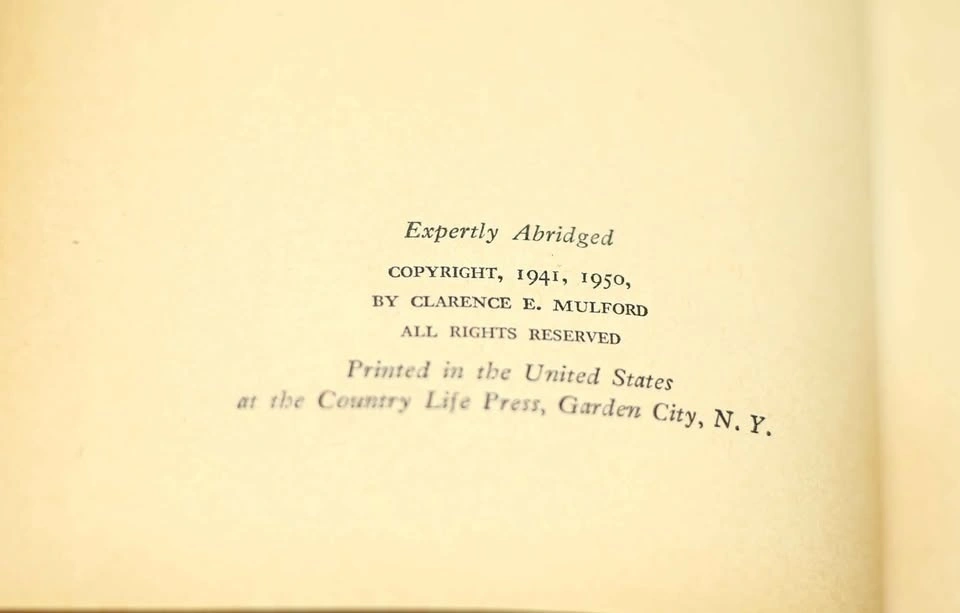 Expertly Abridged
COPYRIGHT, 1941, 1950,
BY CLARENCE E. MULFORD
ALL RIGHTS RESERVED
Printed in the United States
at the Country Life Press, Garden City, N. Y.